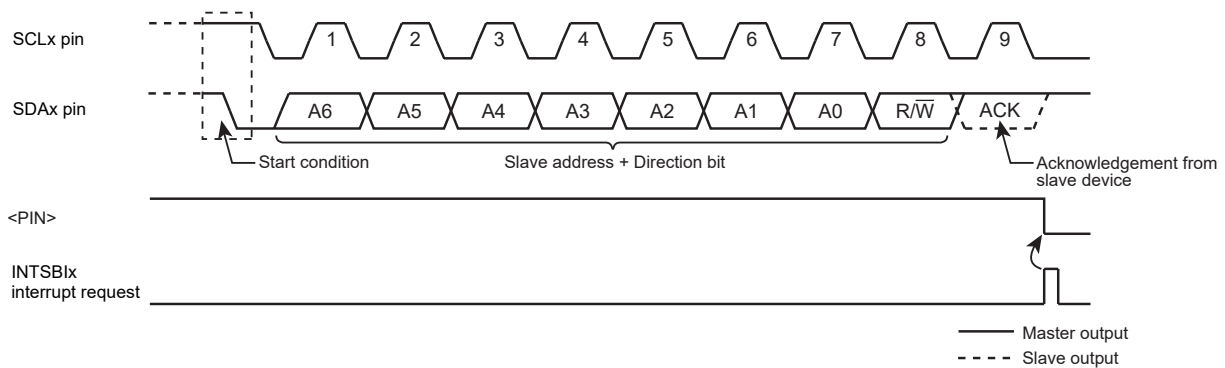 SCLx pin
1 2 3 4 5 6 7 8 9
SDAx pin
A6 A5 A4 A3 A2 A1 A0 R/W̅ ACK
Start condition
Slave address + Direction bit
Acknowledgement from
slave device
<PIN>
INTSBIx
interrupt request
Master output
Slave output